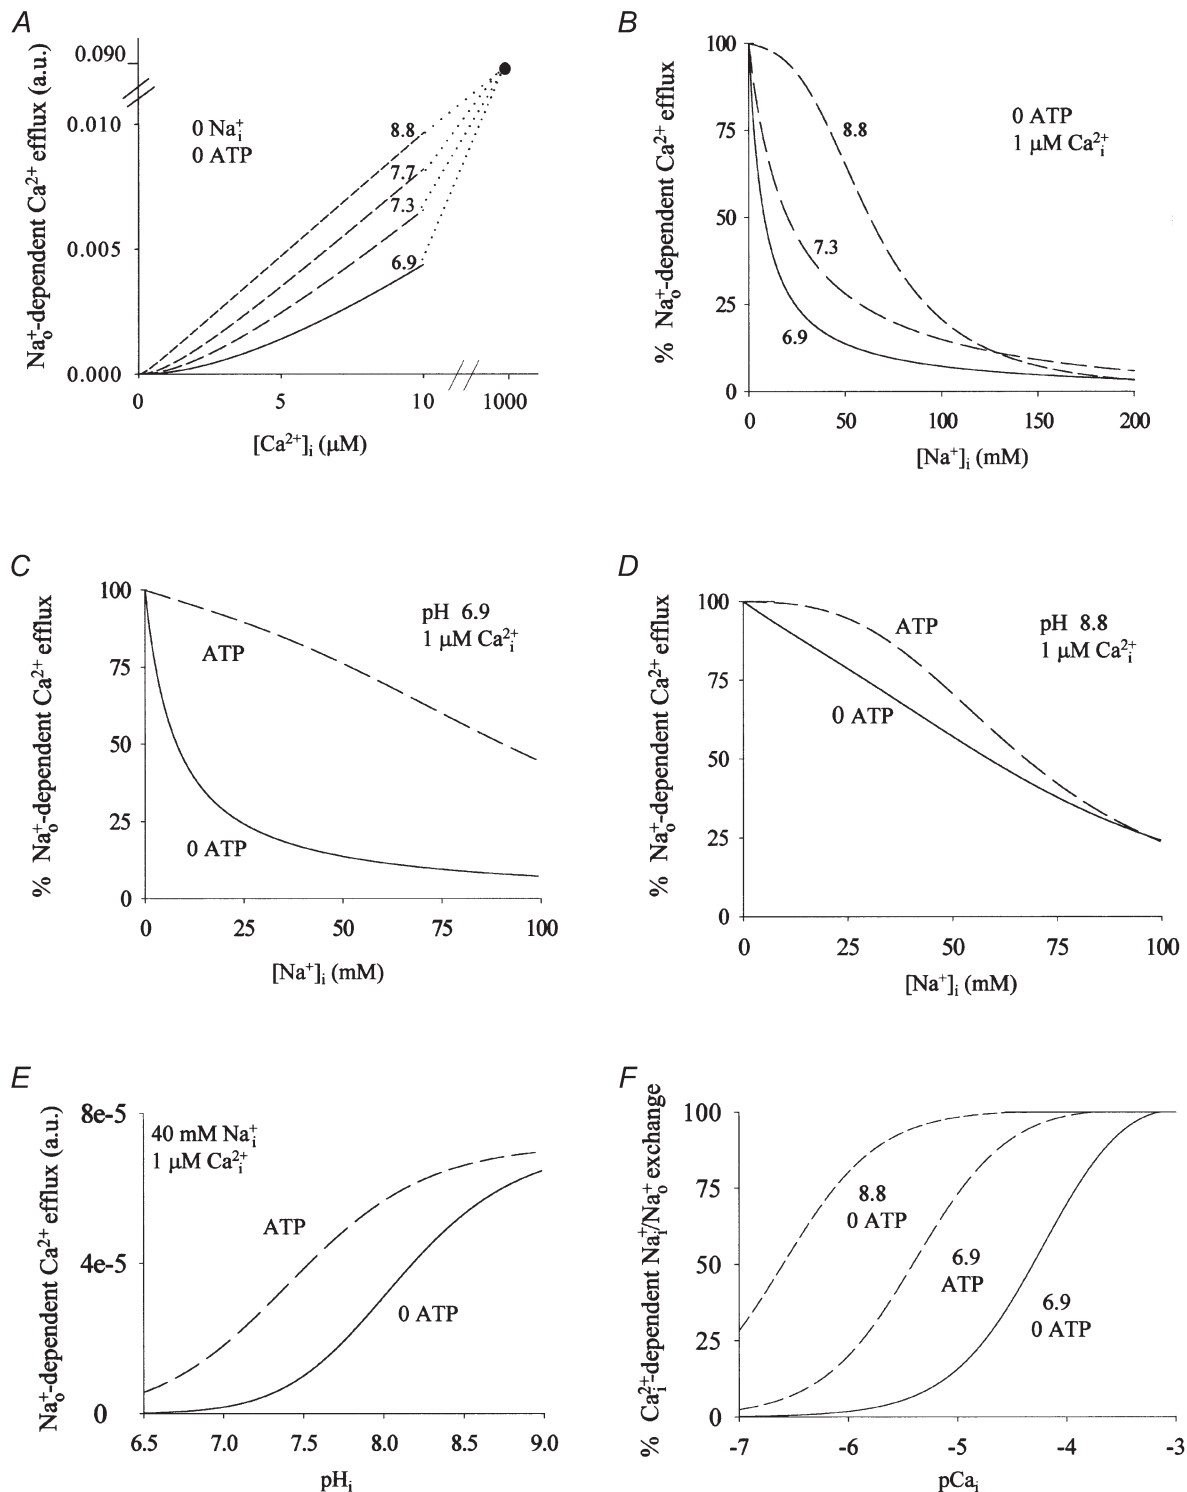 A
Na⁺ₒ-dependent Ca²⁺ efflux (a.u.)
0.090
0.010
0.005
0.000
0 Na⁺ᵢ
0 ATP
8.8
7.7
7.3
6.9
0 5 10 1000
[Ca²⁺]ᵢ (μM)
B
% Na⁺ₒ-dependent Ca²⁺ efflux
100
75
50
25
0
0 ATP
1 μM Ca²⁺ᵢ
8.8
7.3
6.9
0 50 100 150 200
[Na⁺]ᵢ (mM)
C
% Na⁺ₒ-dependent Ca²⁺ efflux
100
75
50
25
0
pH 6.9
1 μM Ca²⁺ᵢ
ATP
0 ATP
0 25 50 75 100
[Na⁺]ᵢ (mM)
D
% Na⁺ₒ-dependent Ca²⁺ efflux
100
75
50
25
0
pH 8.8
1 μM Ca²⁺ᵢ
ATP
0 ATP
0 25 50 75 100
[Na⁺]ᵢ (mM)
E
Na⁺ₒ-dependent Ca²⁺ efflux (a.u.)
8e-5
4e-5
0
40 mM Na⁺ᵢ
1 μM Ca²⁺ᵢ
ATP
0 ATP
6.5 7.0 7.5 8.0 8.5 9.0
pHᵢ
F
% Ca²⁺ᵢ-dependent Na⁺ᵢ/Na⁺ₒ exchange
100
75
50
25
0
8.8
0 ATP
6.9
ATP
6.9
0 ATP
-7 -6 -5 -4 -3
pCaᵢ